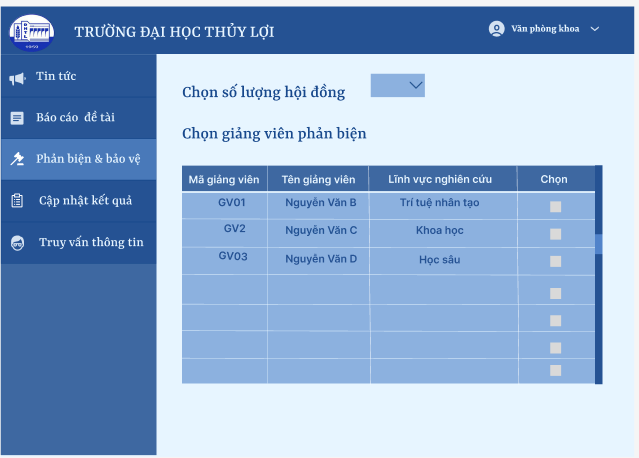 TRƯỜNG ĐẠI HỌC THỦY LỢI
Văn phòng khoa
Tin tức
Báo cáo đề tài
Phản biện & bảo vệ
Cập nhật kết quả
Truy vấn thông tin
Chọn số lượng hội đồng
Chọn giảng viên phản biện
Mã giáng viên Tên giáng viên Lĩnh vực nghiên cứu Chọn
GV01 Nguyễn Văn B Trí tuệ nhân tạo
GV2 Nguyễn Văn C Khoa học
GV03 Nguyễn Văn D Học sâu